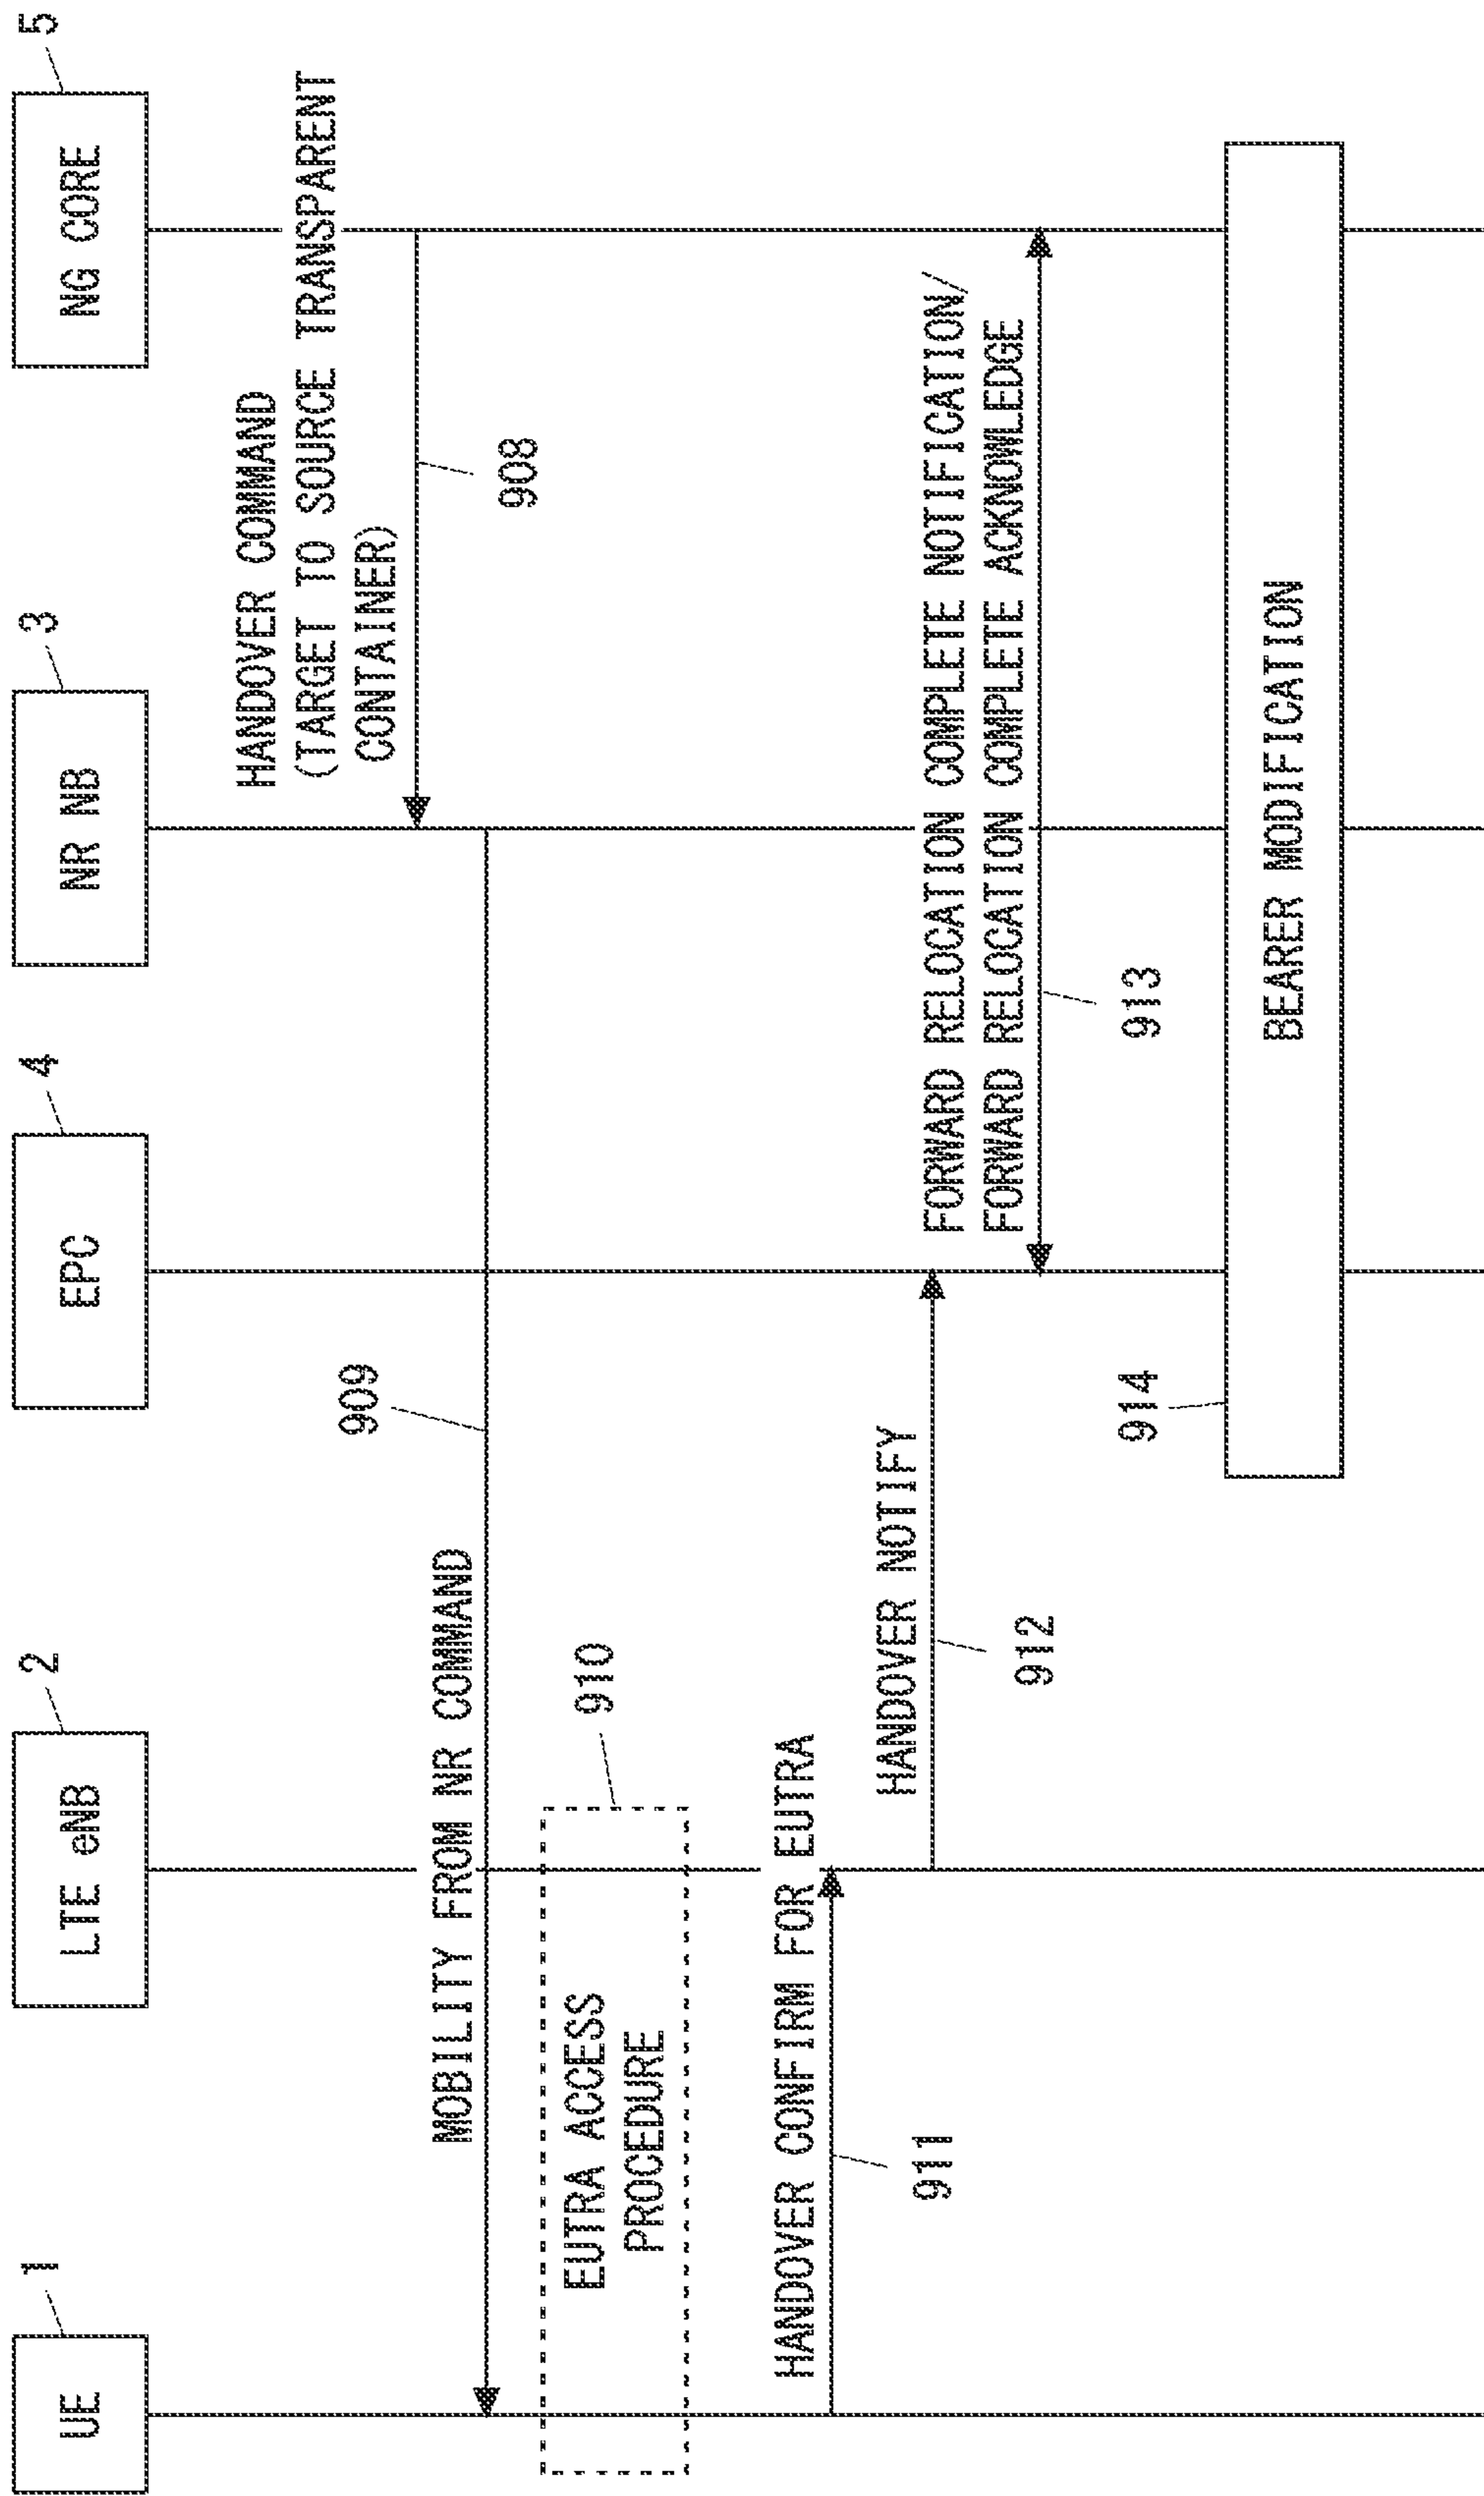 UE
1
LTE eNB
2
EPC
4
NR NB
3
NG CORE
5
HANDOVER COMMAND
(TARGET TO SOURCE TRANSPARENT
CONTAINER)
908
MOBILITY FROM NR COMMAND
909
EUTRA ACCESS
PROCEDURE
910
HANDOVER CONFIRM FOR EUTRA
911
HANDOVER NOTIFY
912
FORWARD RELOCATION COMPLETE NOTIFICATION/
FORWARD RELOCATION COMPLETE ACKNOWLEDGE
913
914
BEARER MODIFICATION